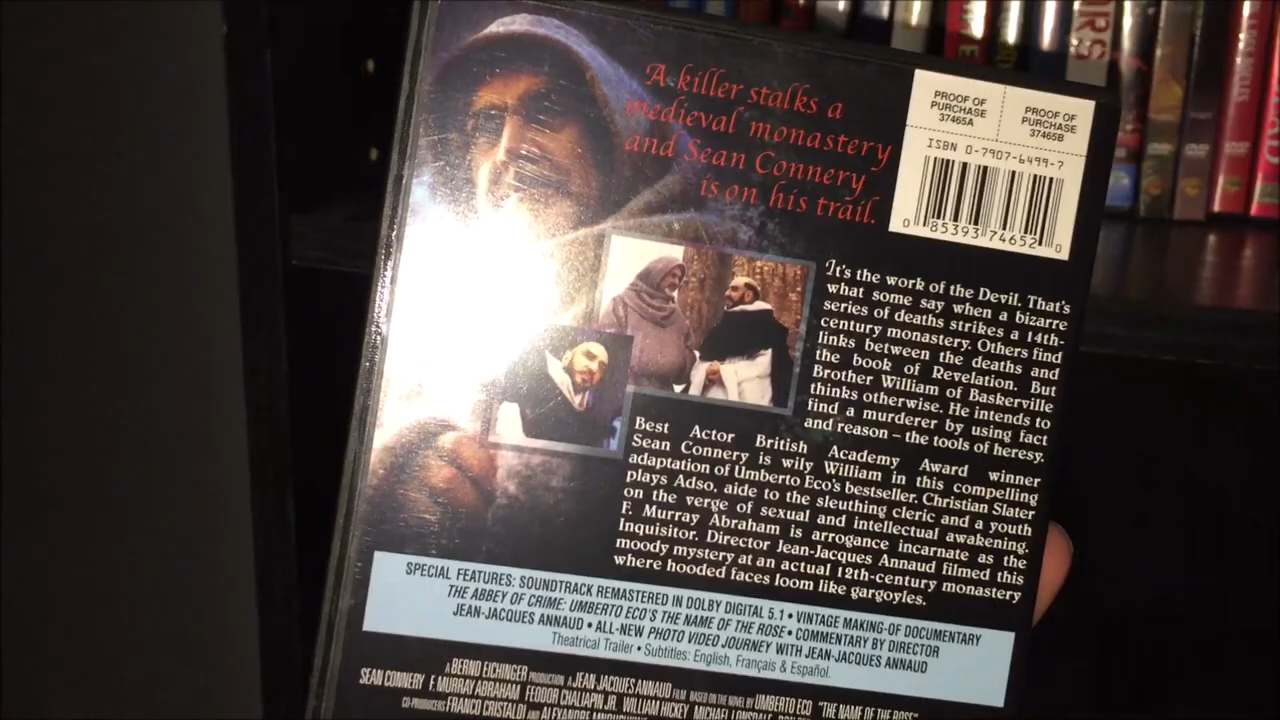 A killer stalks a
medieval monastery
and Sean Connery
is on his trail.
PROOF OF
PURCHASE
37465A
PROOF OF
PURCHASE
37465B
ISBN 0-7907-6499-7
0 85393 74652 0
It's the work of the Devil. That's
what some say when a bizarre
series of deaths strikes a 14th-
century monastery. Others find
links between the deaths and
the book of Revelation. But
Brother William of Baskerville
thinks otherwise. He intends to
find a murderer by using fact
and reason – the tools of heresy.
Best Actor British Academy Award winner
Sean Connery is wily William in this compelling
adaptation of Umberto Eco's bestseller. Christian Slater
plays Adso, aide to the sleuthing cleric and a youth
on the verge of sexual and intellectual awakening.
F. Murray Abraham is arrogance incarnate as the
Inquisitor. Director Jean-Jacques Annaud filmed this
moody mystery at an actual 12th-century monastery
where hooded faces loom like gargoyles.
SPECIAL FEATURES: SOUNDTRACK REMASTERED IN DOLBY DIGITAL 5.1 • VINTAGE MAKING-OF DOCUMENTARY
THE ABBEY OF CRIME: UMBERTO ECO'S THE NAME OF THE ROSE • COMMENTARY BY DIRECTOR
JEAN-JACQUES ANNAUD • ALL-NEW PHOTO VIDEO JOURNEY WITH JEAN-JACQUES ANNAUD
Theatrical Trailer • Subtitles: English, Français & Español.
A BERND EICHINGER PRODUCTION A JEAN-JACQUES ANNAUD FILM BASED ON THE NOVEL BY UMBERTO ECO "THE NAME OF THE ROSE"
SEAN CONNERY F. MURRAY ABRAHAM FEODOR CHALIAPIN JR. WILLIAM HICKEY MICHAEL LONSDALE
CO-PRODUCERS FRANCO CRISTALDI AND ALEXANDRE